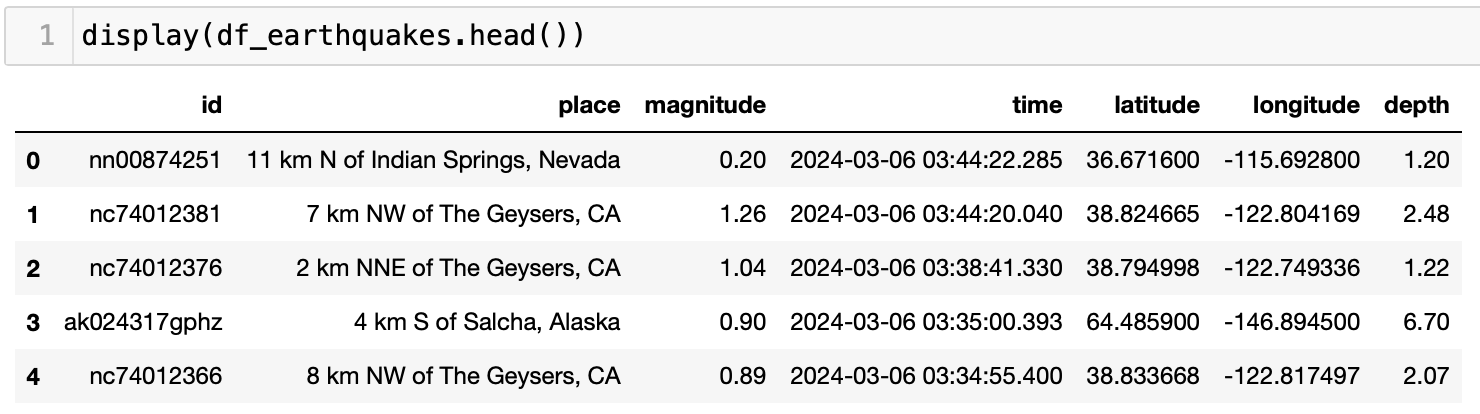 1 display(df_earthquakes.head())
id place magnitude time latitude longitude depth
0 nn00874251 11 km N of Indian Springs, Nevada 0.20 2024-03-06 03:44:22.285 36.671600 -115.692800 1.20
1 nc74012381 7 km NW of The Geysers, CA 1.26 2024-03-06 03:44:20.040 38.824665 -122.804169 2.48
2 nc74012376 2 km NNE of The Geysers, CA 1.04 2024-03-06 03:38:41.330 38.794998 -122.749336 1.22
3 ak024317gphz 4 km S of Salcha, Alaska 0.90 2024-03-06 03:35:00.393 64.485900 -146.894500 6.70
4 nc74012366 8 km NW of The Geysers, CA 0.89 2024-03-06 03:34:55.400 38.833668 -122.817497 2.07